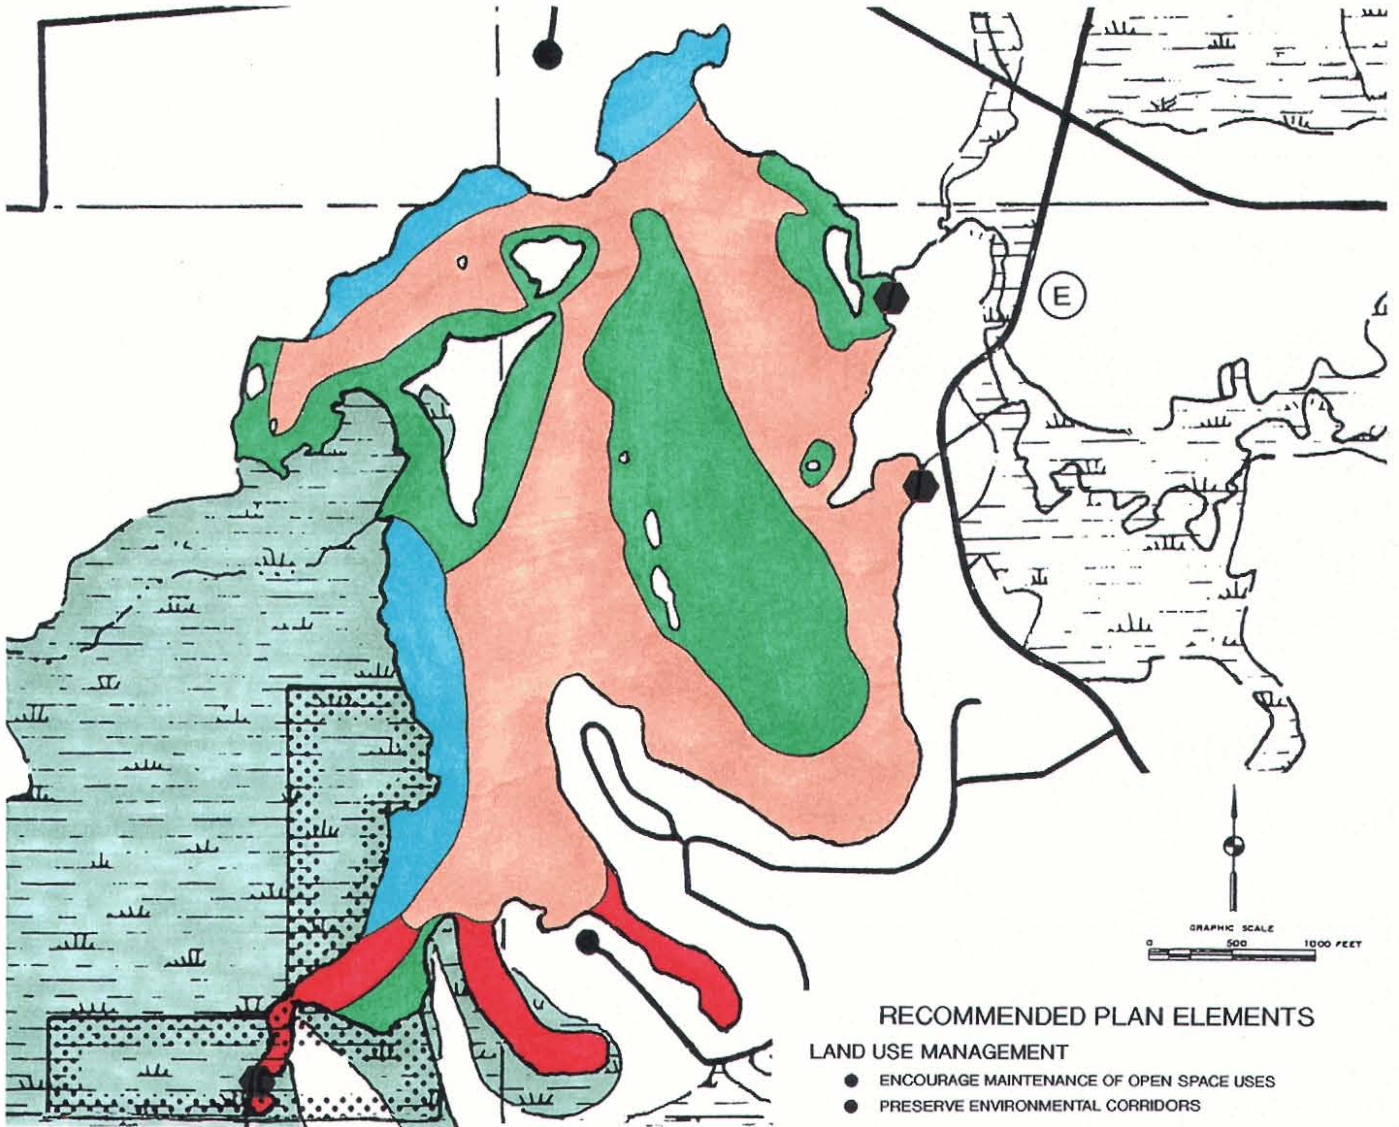 E
GRAPHIC SCALE
0 500 1000 FEET
RECOMMENDED PLAN ELEMENTS
LAND USE MANAGEMENT
● ENCOURAGE MAINTENANCE OF OPEN SPACE USES
● PRESERVE ENVIRONMENTAL CORRIDORS